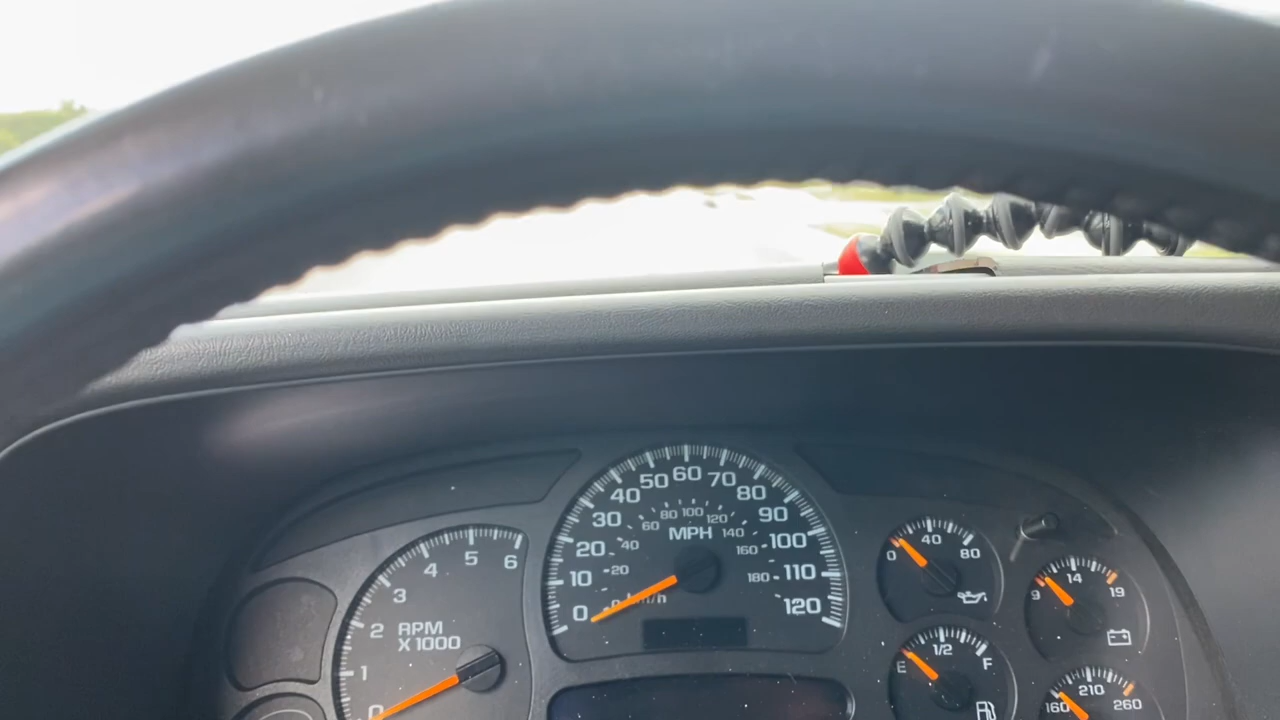 0 1 2 3 4 5 6
RPM
X 1000
0 10 20 30 40 50 60 70 80 90 100 110 120
20 40 60 80 100 120 140 160 180
MPH
km/h
0 40 80
9 14 19
E 1/2 F
160 210 260